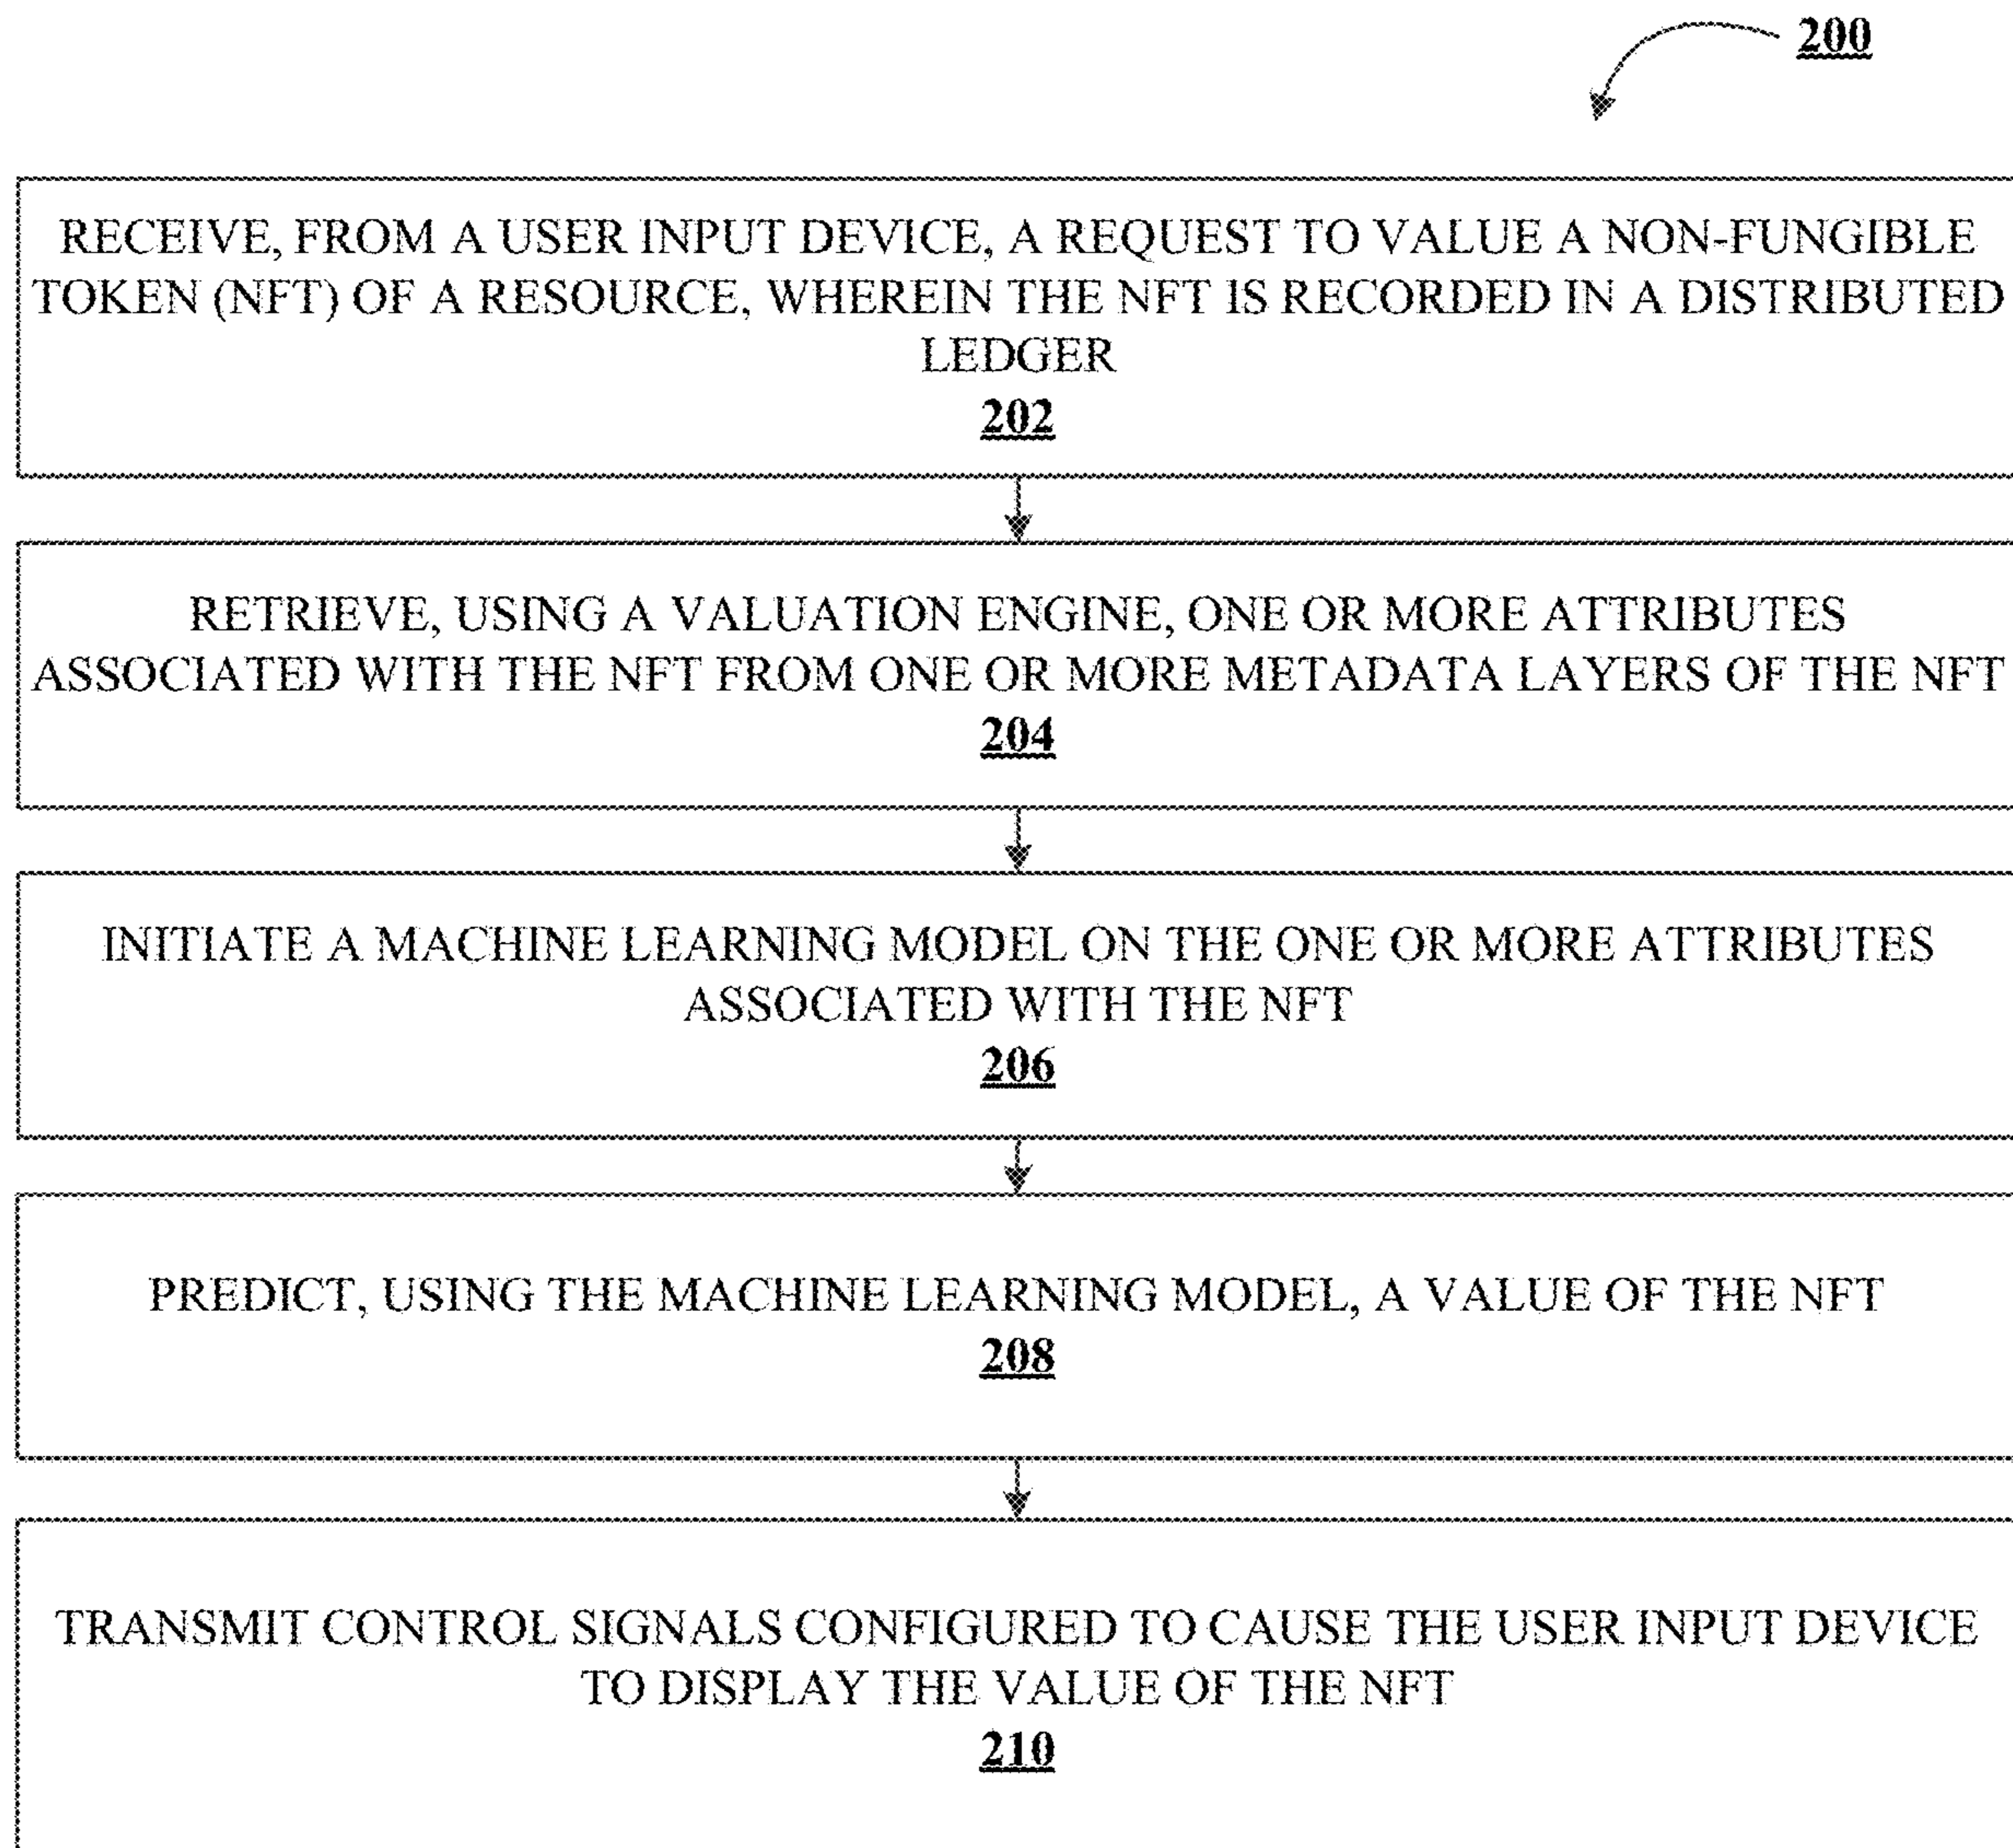 200
RECEIVE, FROM A USER INPUT DEVICE, A REQUEST TO VALUE A NON-FUNGIBLE
TOKEN (NFT) OF A RESOURCE, WHEREIN THE NFT IS RECORDED IN A DISTRIBUTED
LEDGER
202
RETRIEVE, USING A VALUATION ENGINE, ONE OR MORE ATTRIBUTES
ASSOCIATED WITH THE NFT FROM ONE OR MORE METADATA LAYERS OF THE NFT
204
INITIATE A MACHINE LEARNING MODEL ON THE ONE OR MORE ATTRIBUTES
ASSOCIATED WITH THE NFT
206
PREDICT, USING THE MACHINE LEARNING MODEL, A VALUE OF THE NFT
208
TRANSMIT CONTROL SIGNALS CONFIGURED TO CAUSE THE USER INPUT DEVICE
TO DISPLAY THE VALUE OF THE NFT
210